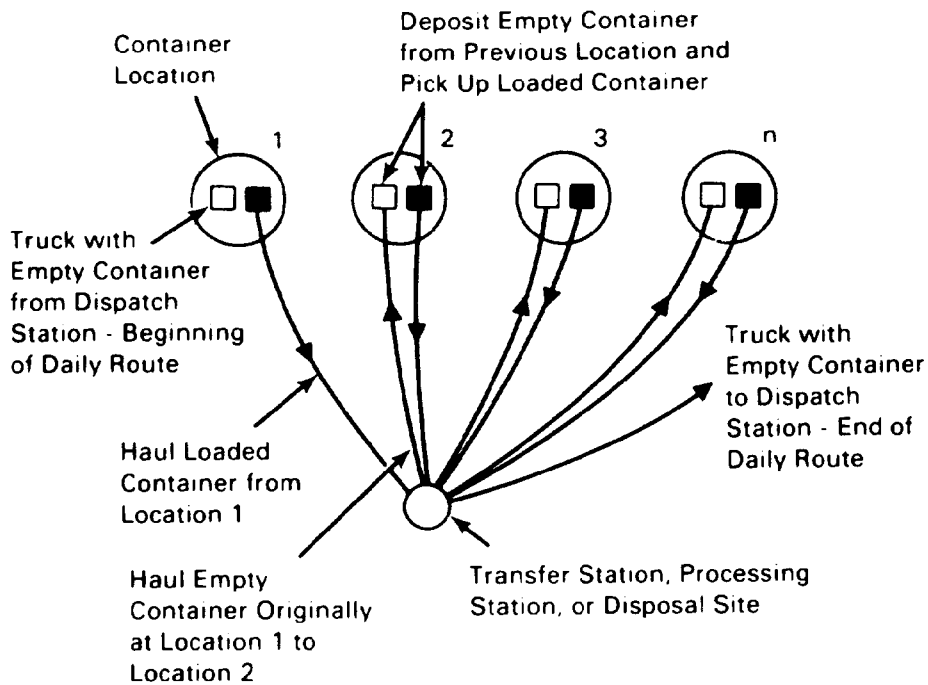 Container
Location
Deposit Empty Container
from Previous Location and
Pick Up Loaded Container
1
2
3
n
Truck with
Empty Container
from Dispatch
Station - Beginning
of Daily Route
Truck with
Empty Container
to Dispatch
Station - End of
Daily Route
Haul Loaded
Container from
Location 1
Haul Empty
Container Originally
at Location 1 to
Location 2
Transfer Station, Processing
Station, or Disposal Site